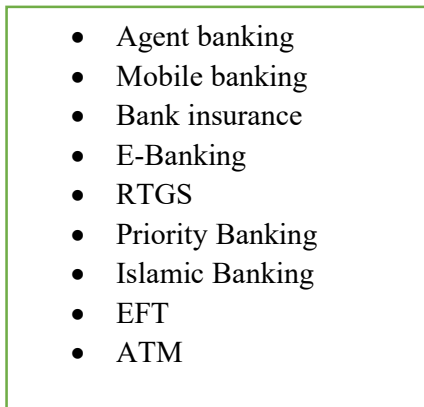 • Agent banking
• Mobile banking
• Bank insurance
• E-Banking
• RTGS
• Priority Banking
• Islamic Banking
• EFT
• ATM